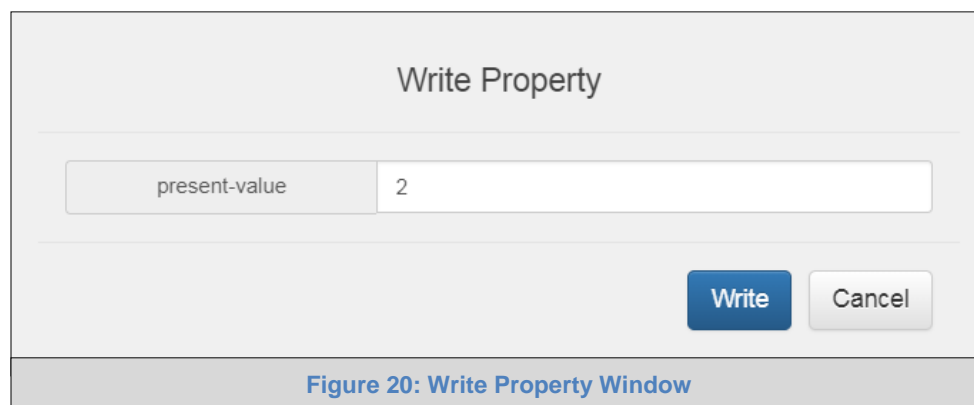 Write Property
present-value 2
Write Cancel
Figure 20: Write Property Window